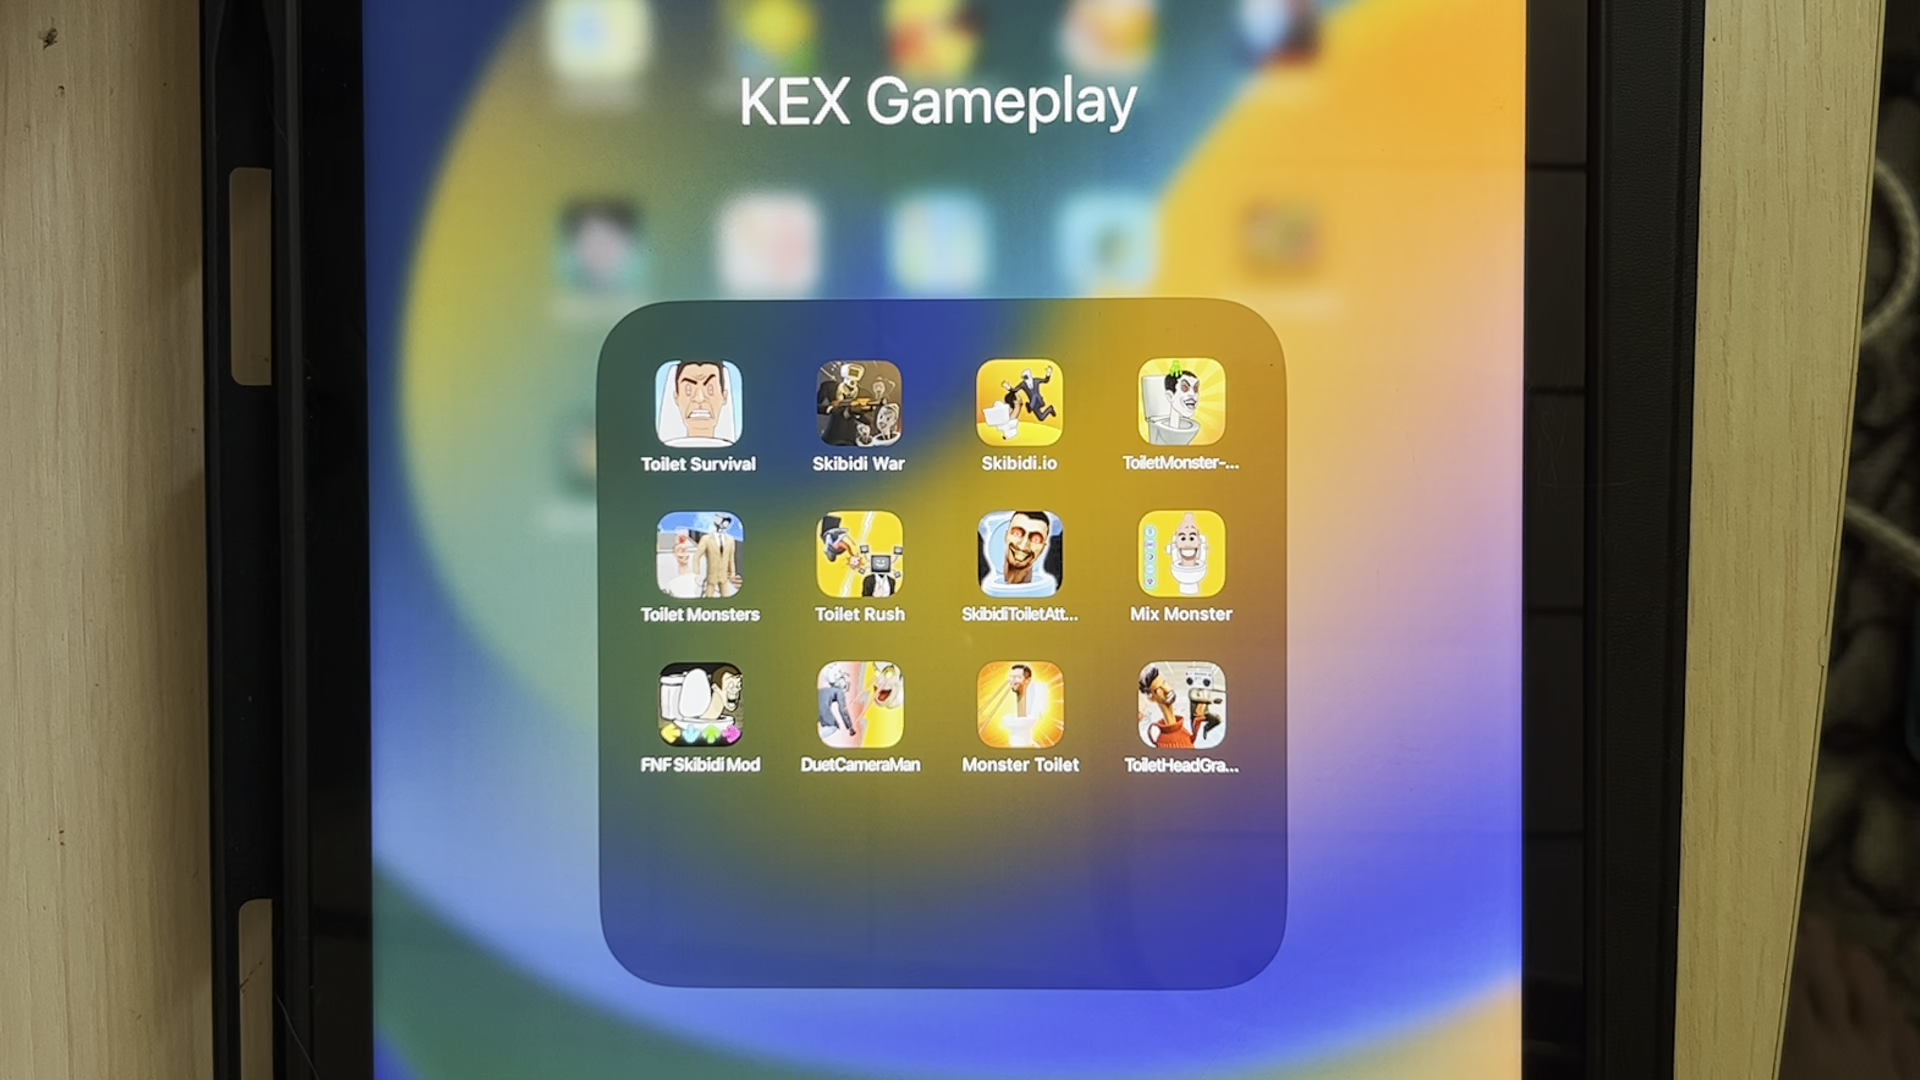 KEX Gameplay
Toilet Survival
Skibidi War
Skibidi.io
ToiletMonster-...
Toilet Monsters
Toilet Rush
SkibidiToiletAtt...
Mix Monster
FNF Skibidi Mod
DuetCameraMan
Monster Toilet
ToiletHeadGra...